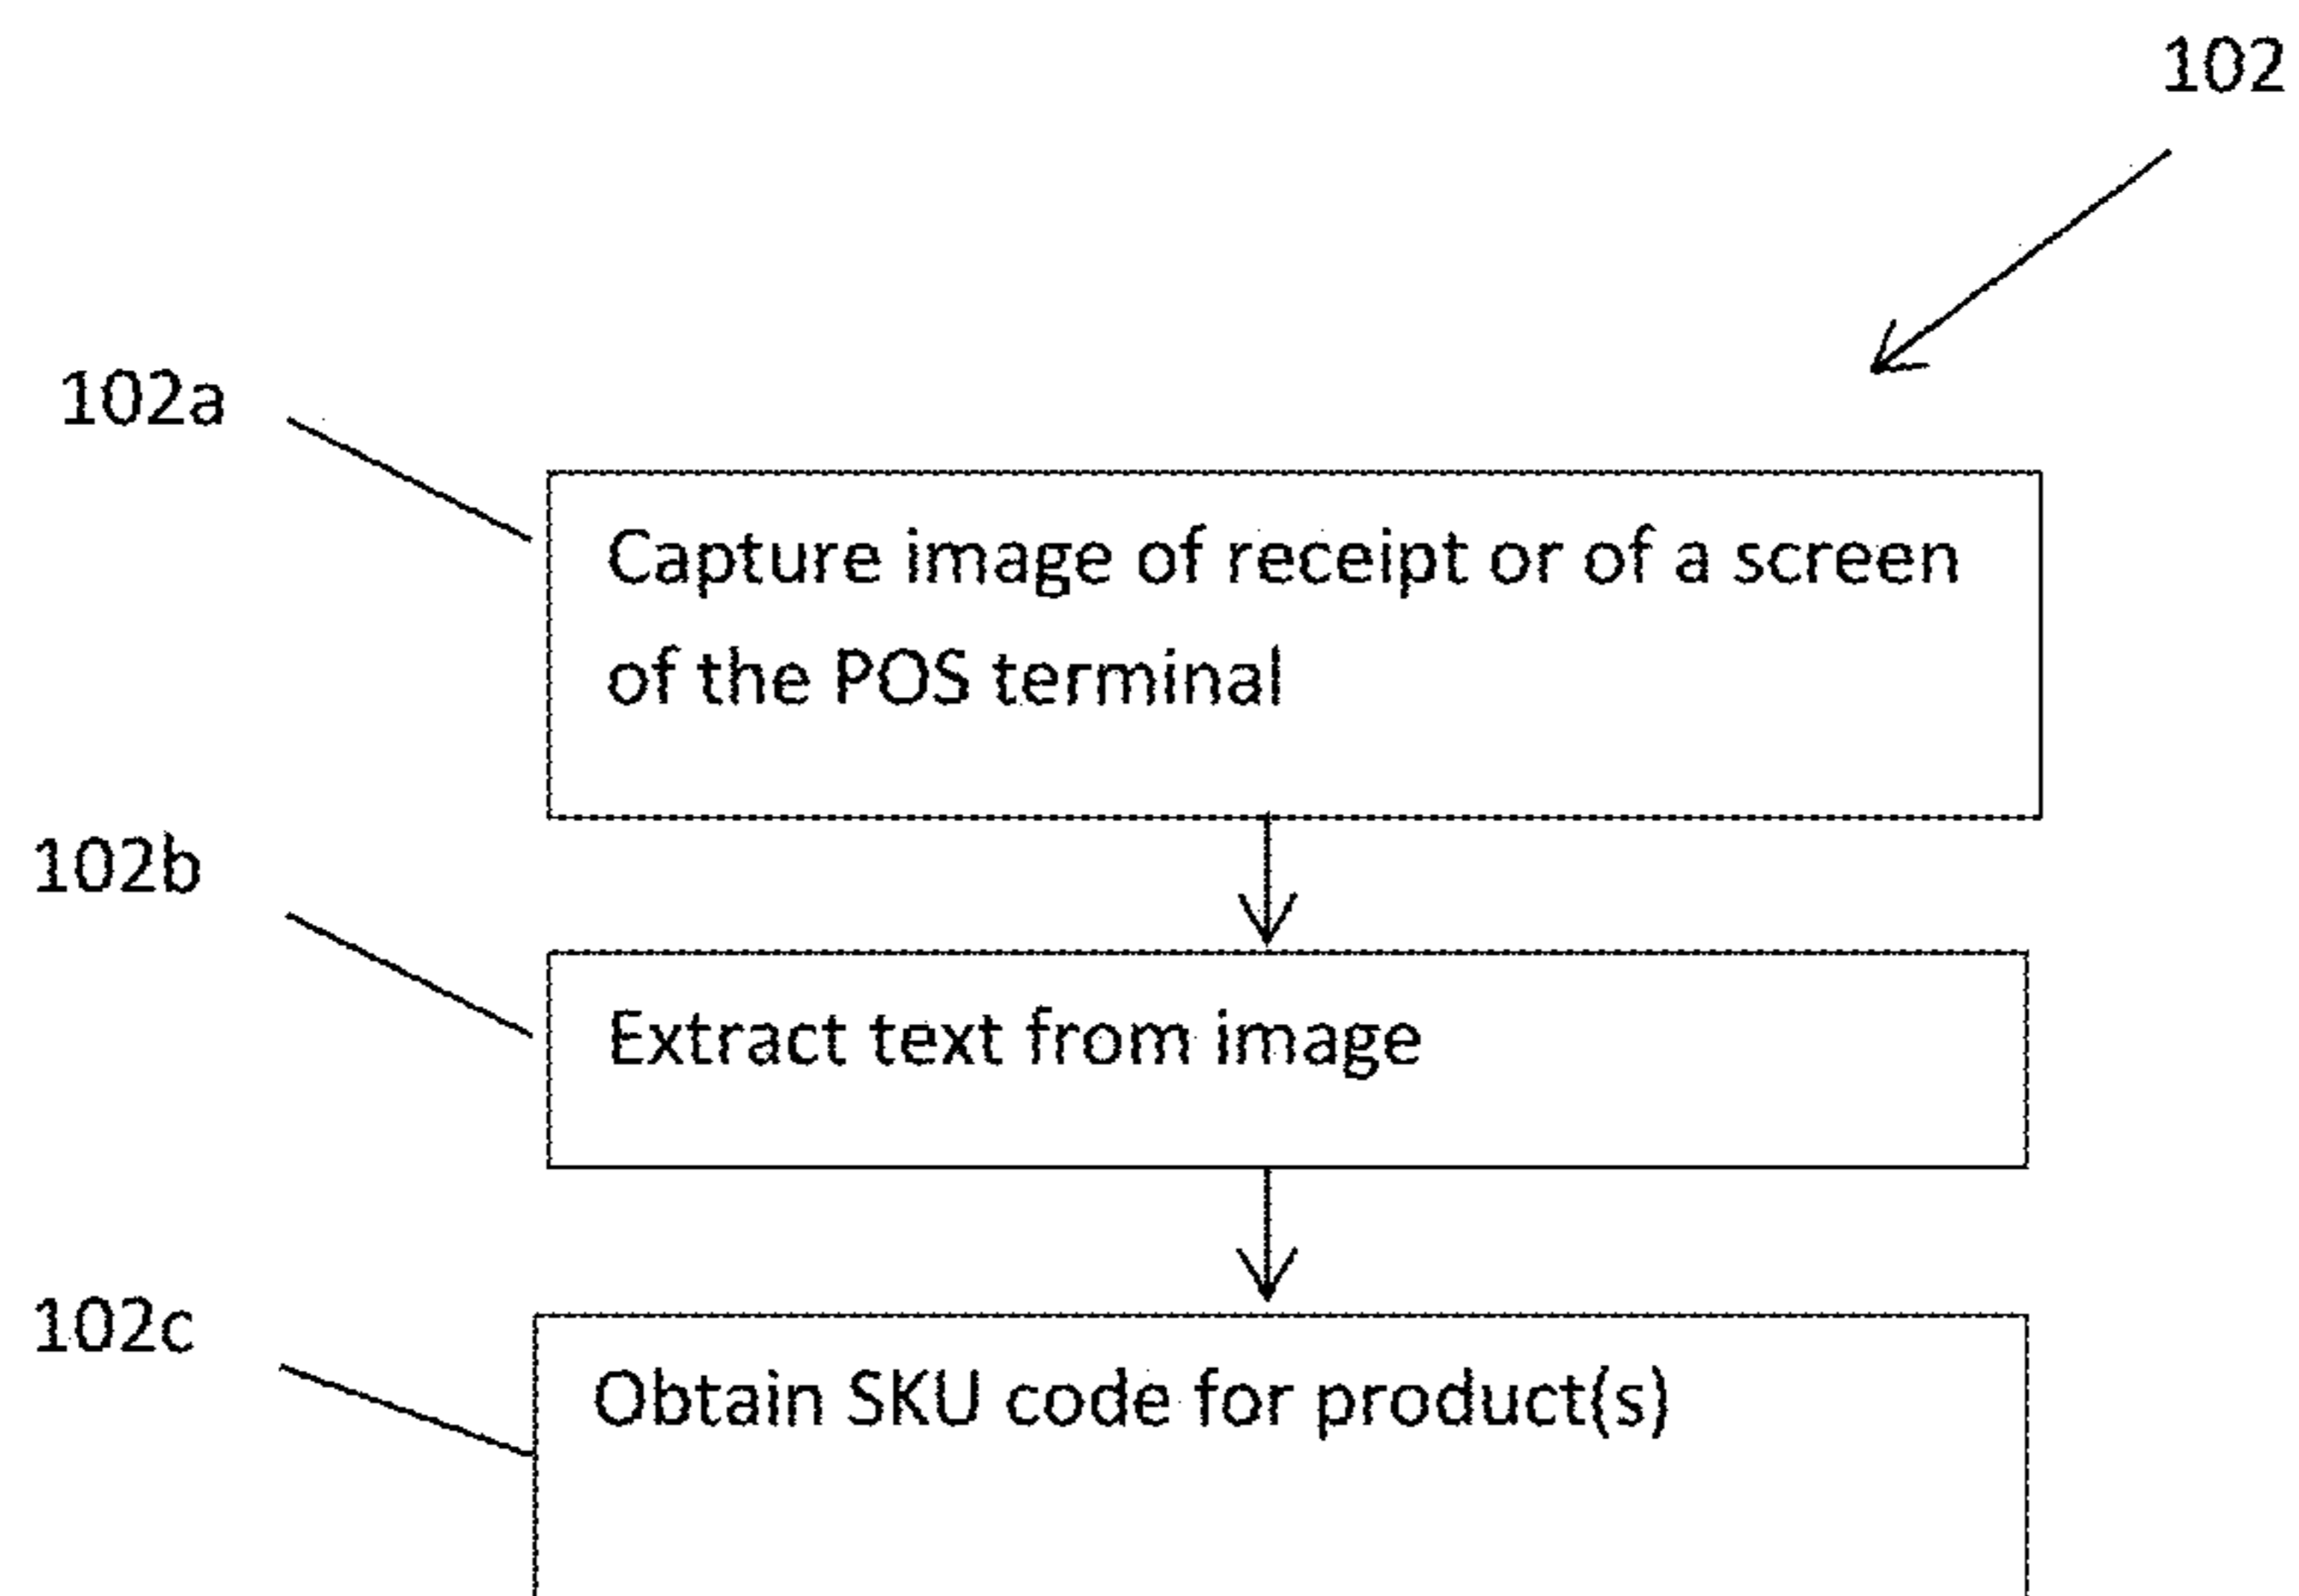 102
102a
Capture image of receipt or of a screen
of the POS terminal
102b
Extract text from image
102c
Obtain SKU code for product(s)